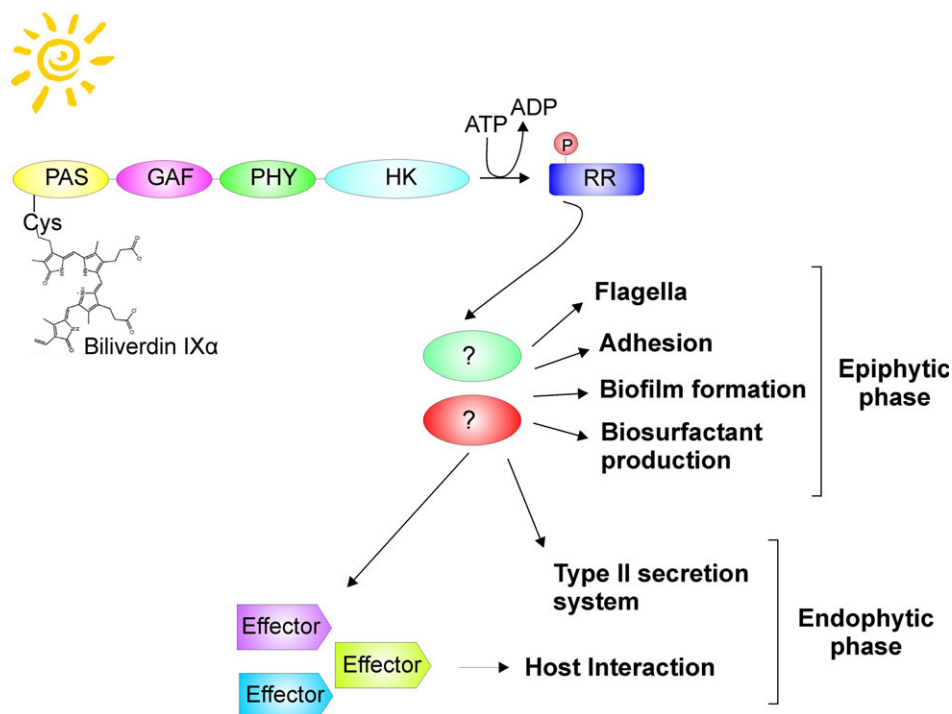 ATP
ADP
PAS
GAF
PHY
HK
P
RR
Cys
Biliverdin IXα
?
?
Flagella
Adhesion
Biofilm formation
Biosurfactant
production
Epiphytic
phase
Type II secretion
system
Effector
Effector
Effector
Host Interaction
Endophytic
phase